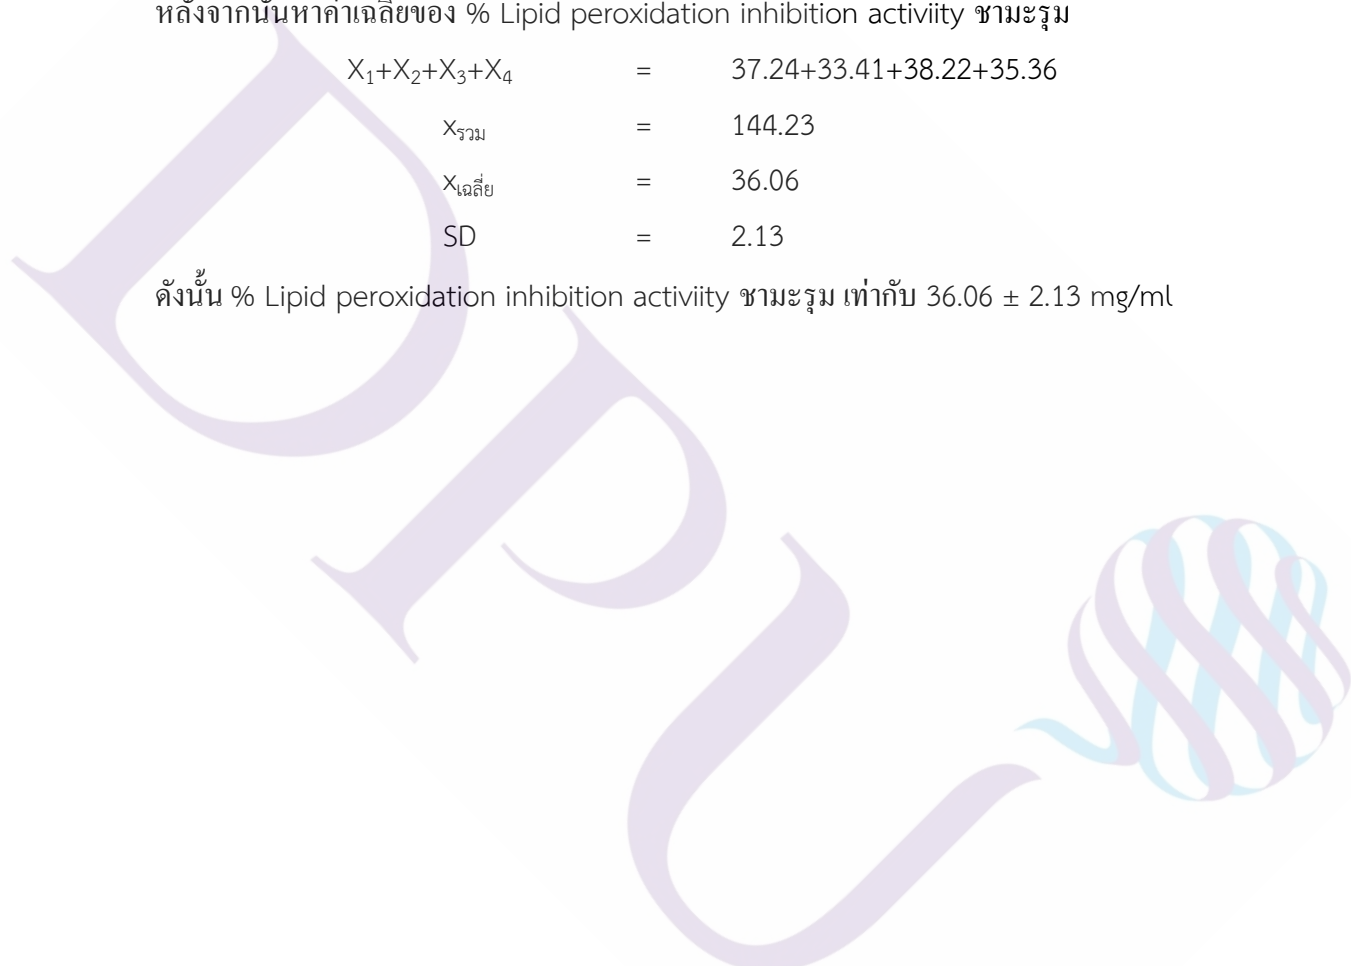 หลังจากนั้นหาค่าเฉลี่ยของ % Lipid peroxidation inhibition activiity ชามะรุม
X₁+X₂+X₃+X₄ = 37.24+33.41+38.22+35.36
xรวม = 144.23
xเฉลี่ย = 36.06
SD = 2.13
ดังนั้น % Lipid peroxidation inhibition activiity ชามะรุม เท่ากับ 36.06 ± 2.13 mg/ml
DPU